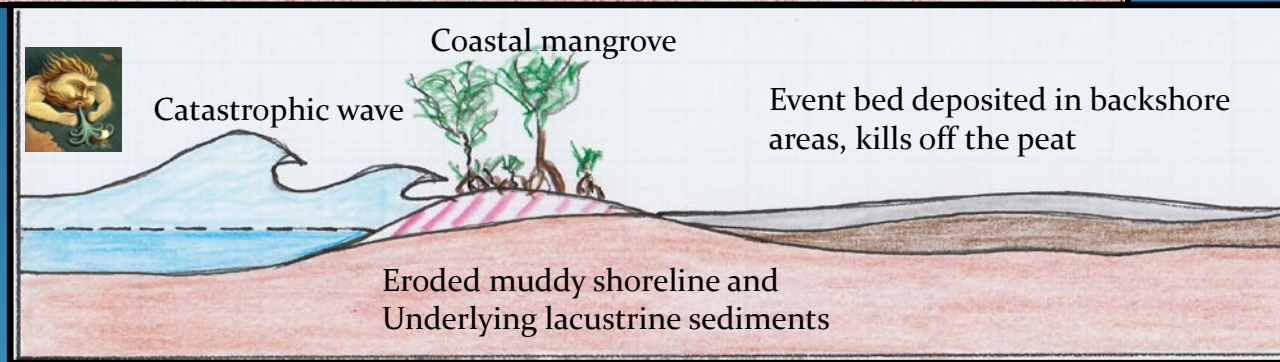 Coastal mangrove
Catastrophic wave
Event bed deposited in backshore
areas, kills off the peat
Eroded muddy shoreline and
Underlying lacustrine sediments